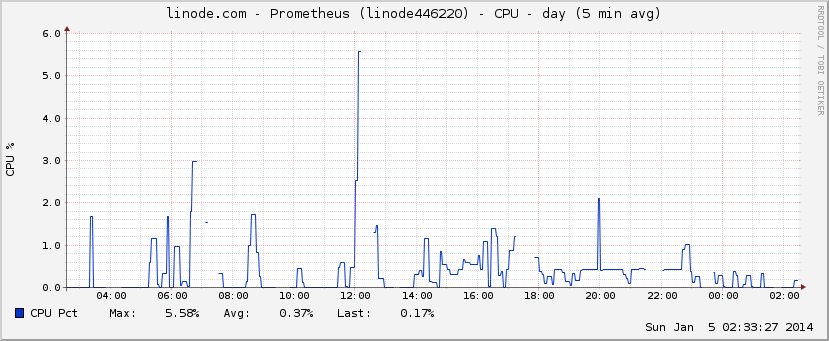 linode.com - Prometheus (linode446220) - CPU - day (5 min avg)
RRDTOOL / TOBI OETIKER
CPU %
6.0
5.0
4.0
3.0
2.0
1.0
0.0
04:00 06:00 08:00 10:00 12:00 14:00 16:00 18:00 20:00 22:00 00:00 02:00
CPU Pct Max: 5.58% Avg: 0.37% Last: 0.17%
Sun Jan 5 02:33:27 2014